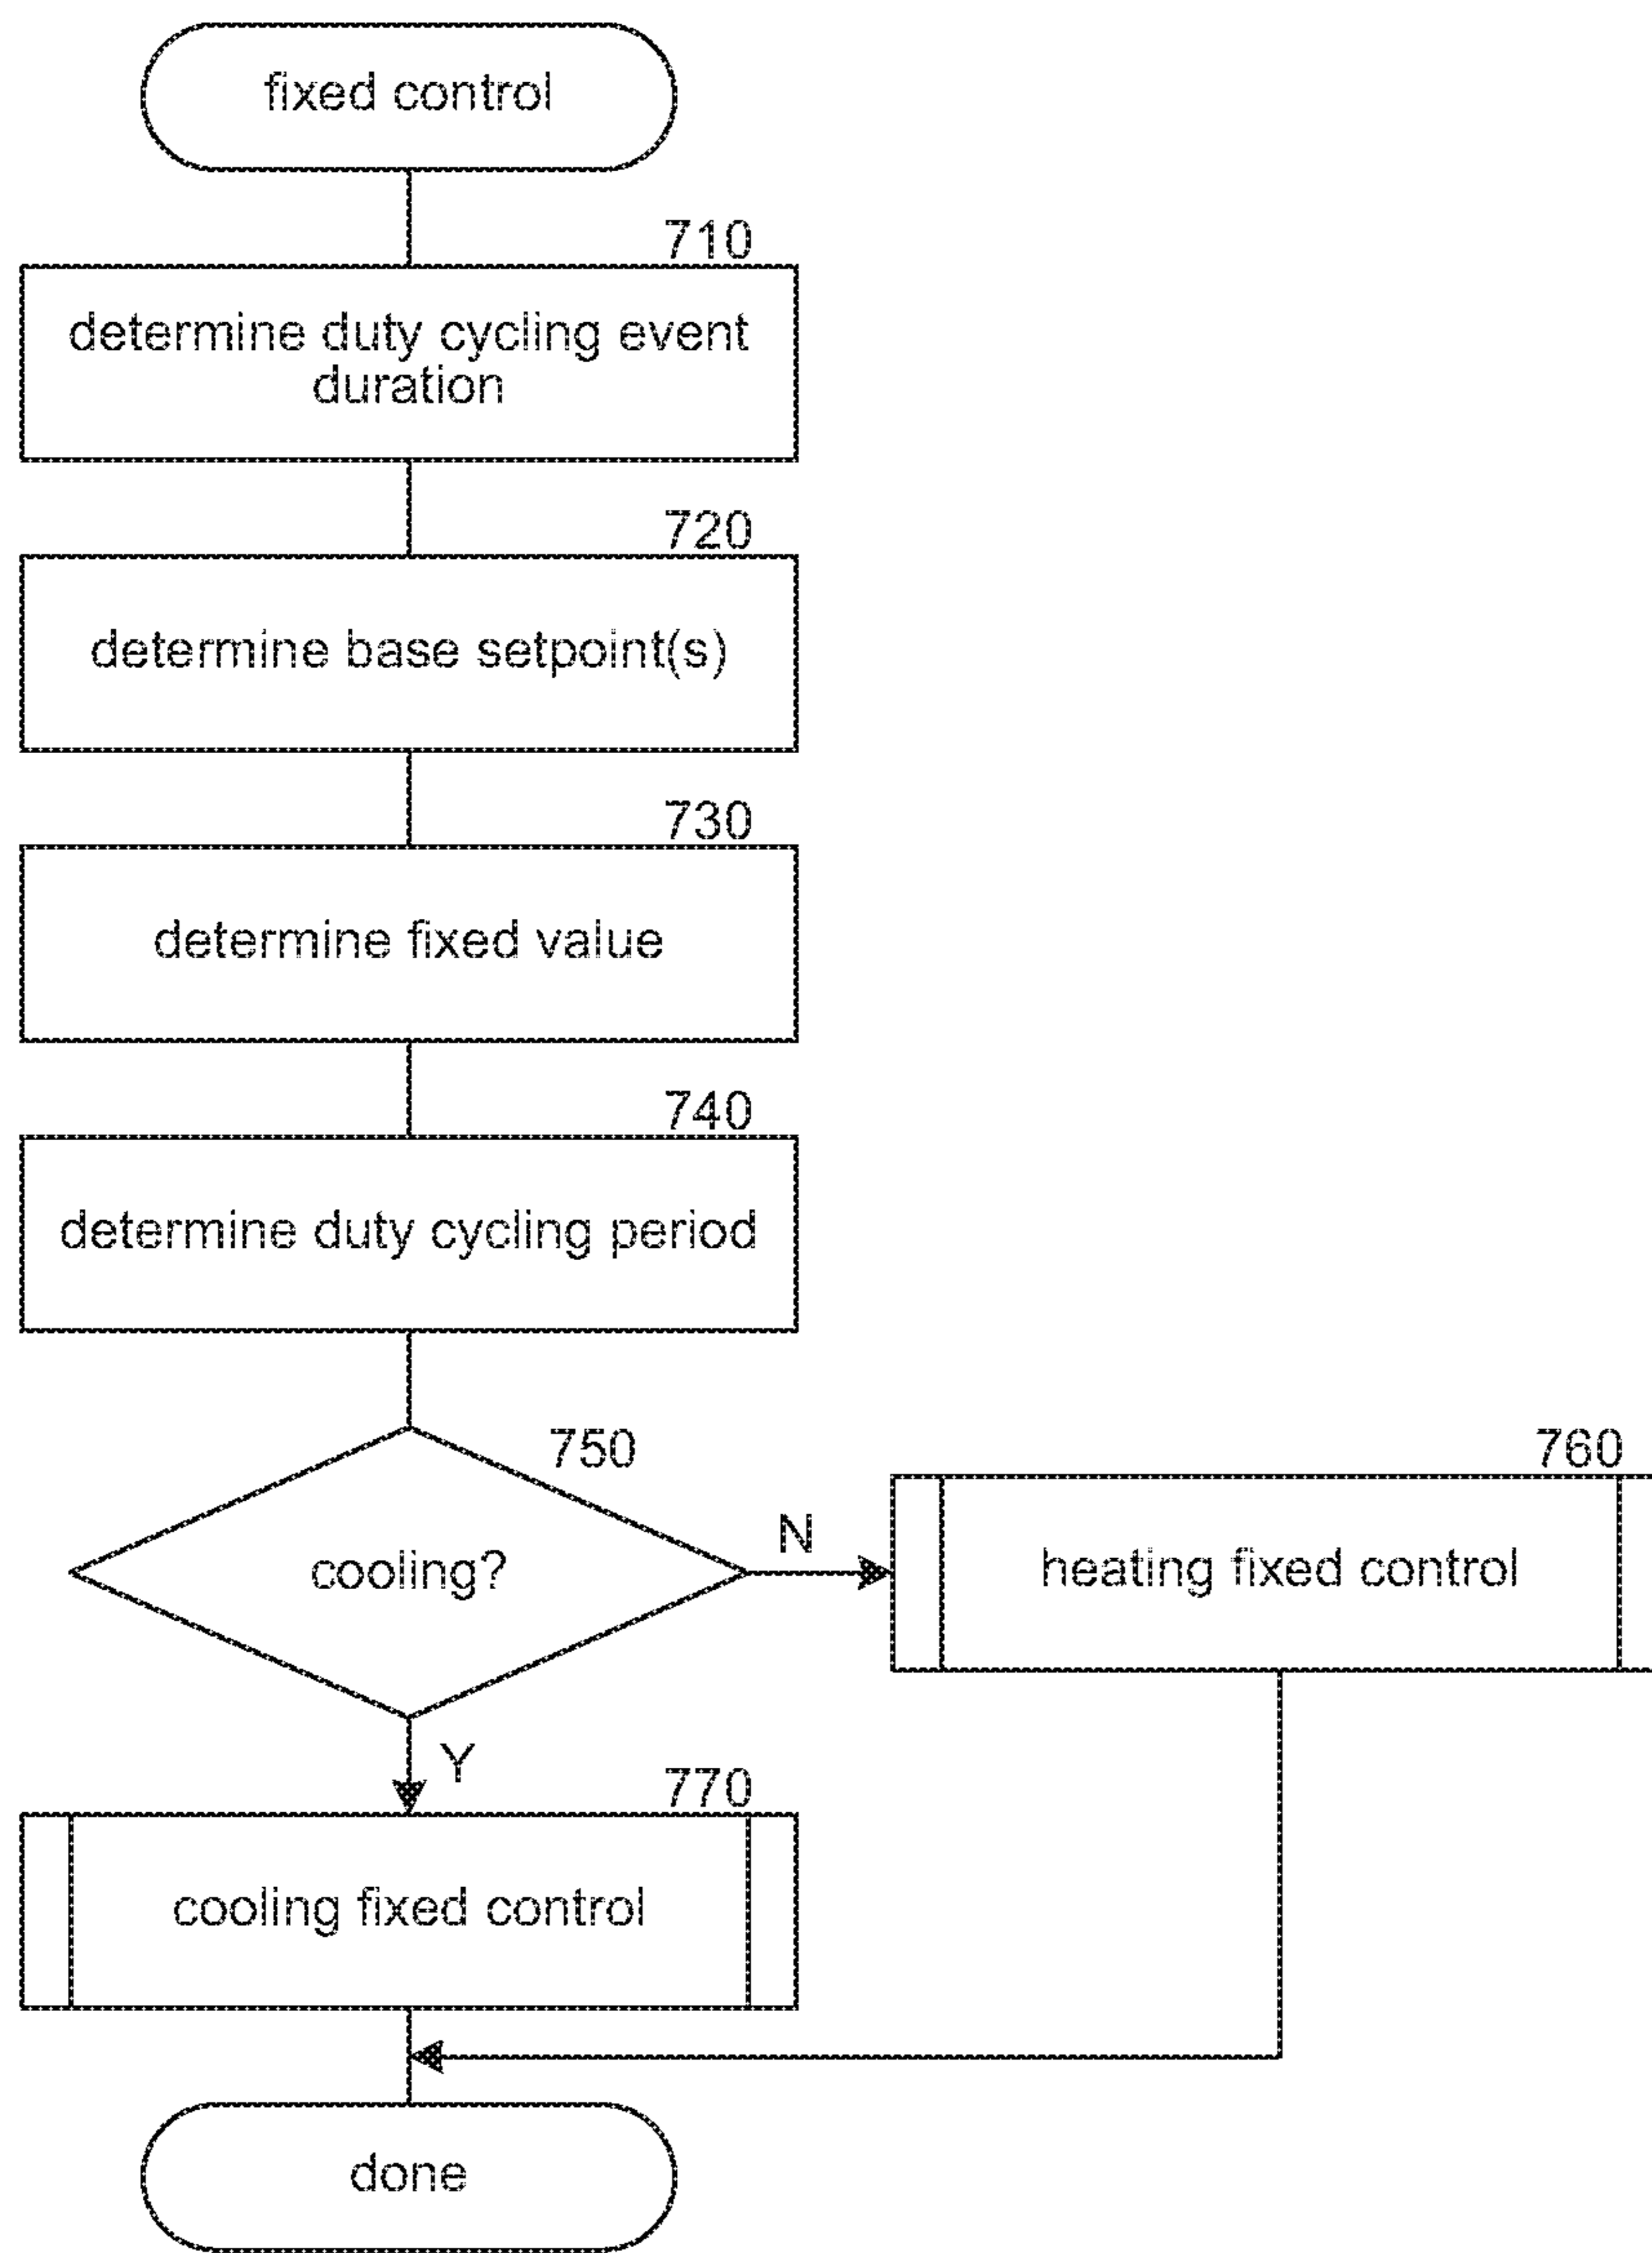 fixed control
710
determine duty cycling event
duration
720
determine base setpoint(s)
730
determine fixed value
740
determine duty cycling period
750
cooling?
N
760
heating fixed control
Y
770
cooling fixed control
done